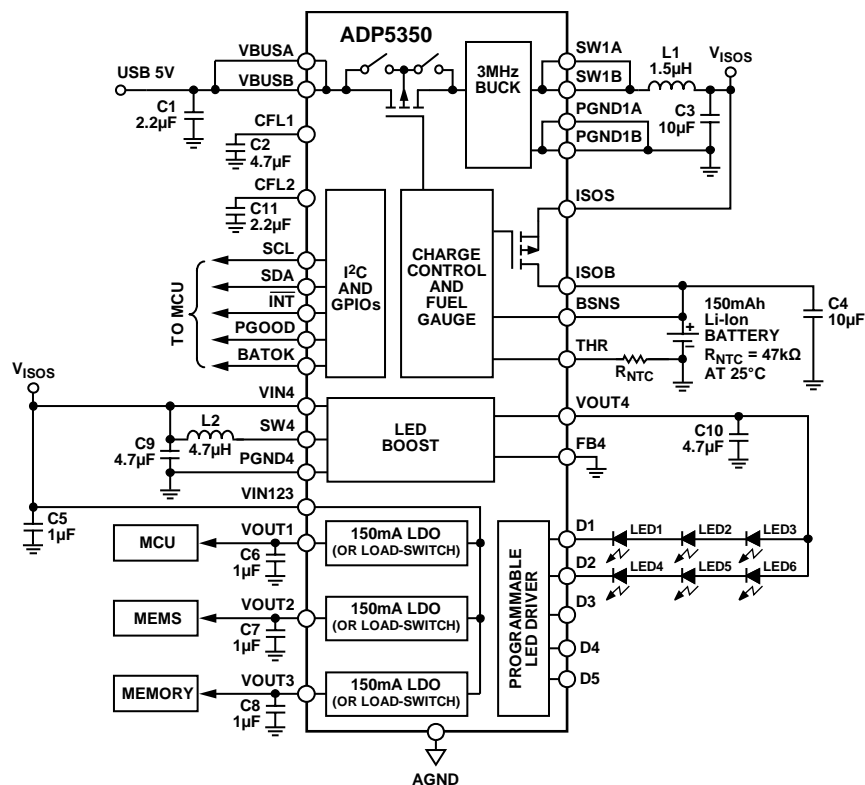 ADP5350
VBUSA
USB 5V
VBUSB
C1
2.2µF
CFL1
C2
4.7µF
CFL2
C11
2.2µF
3MHz
BUCK
SW1A
SW1B
L1
1.5µH
VISOS
PGND1A
PGND1B
C3
10µF
ISOS
TO MCU
SCL
SDA
INT
PGOOD
BATOK
I2C
AND
GPIOs
CHARGE
CONTROL
AND
FUEL
GAUGE
ISOB
BSNS
THR
RNTC
150mAh
Li-Ion
BATTERY
RNTC = 47kΩ
AT 25°C
+
–
C4
10µF
VISOS
VIN4
L2
SW4
C9
4.7µF
4.7µH
PGND4
LED
BOOST
VOUT4
C10
4.7µF
FB4
VIN123
C5
1µF
MCU
VOUT1
C6
1µF
150mA LDO
(OR LOAD-SWITCH)
MEMS
VOUT2
C7
1µF
150mA LDO
(OR LOAD-SWITCH)
MEMORY
VOUT3
C8
1µF
150mA LDO
(OR LOAD-SWITCH)
PROGRAMMABLE
LED DRIVER
D1
LED1
LED2
LED3
D2
LED4
LED5
LED6
D3
D4
D5
AGND